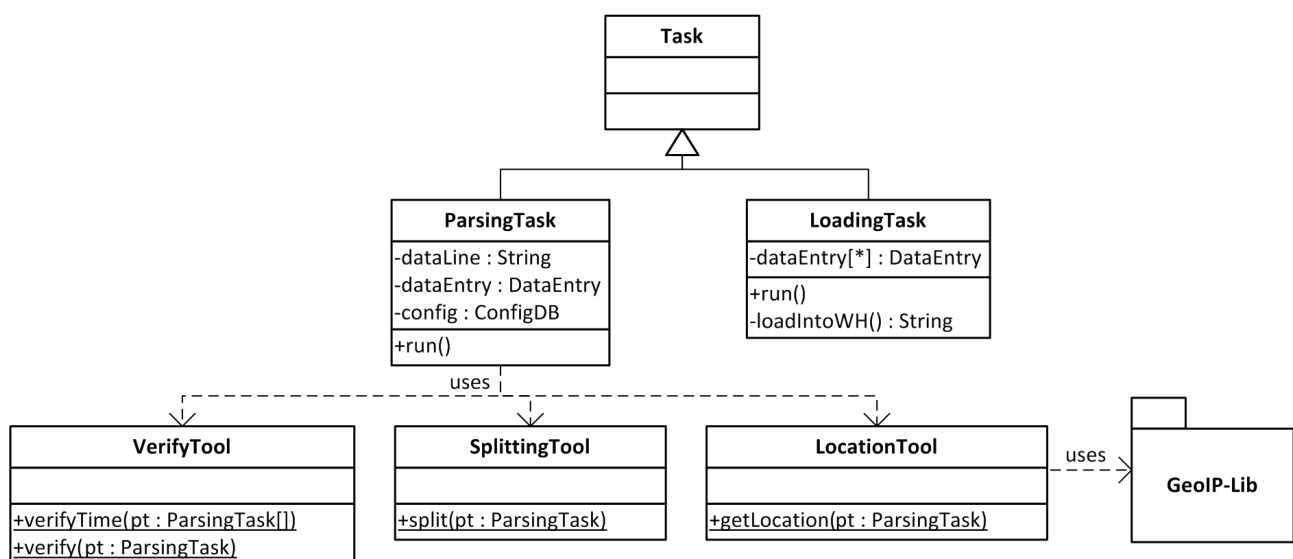 Task
ParsingTask
-dataLine : String
-dataEntry : DataEntry
-config : ConfigDB
+run()
LoadingTask
-dataEntry[*] : DataEntry
+run()
-loadIntoWH() : String
uses
VerifyTool
+verifyTime(pt : ParsingTask[])
+verify(pt : ParsingTask)
SplittingTool
+split(pt : ParsingTask)
LocationTool
+getLocation(pt : ParsingTask)
uses
GeoIP-Lib